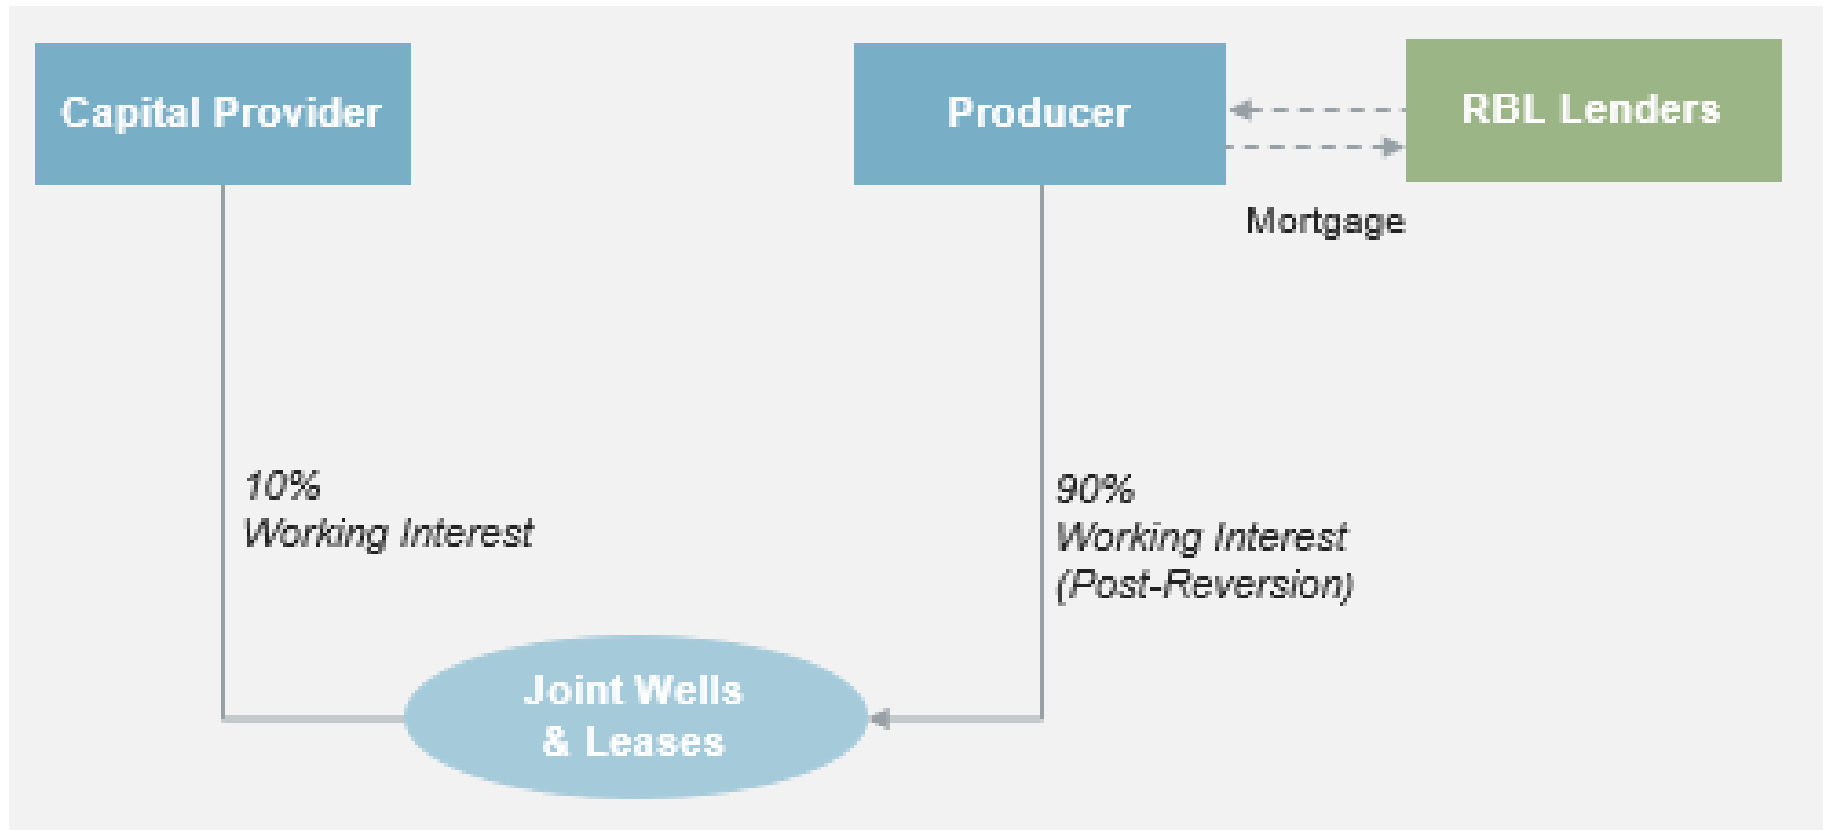 Capital Provider
Producer
RBL Lenders
Mortgage
10%
Working Interest
90%
Working Interest
(Post-Reversion)
Joint Wells
& Leases